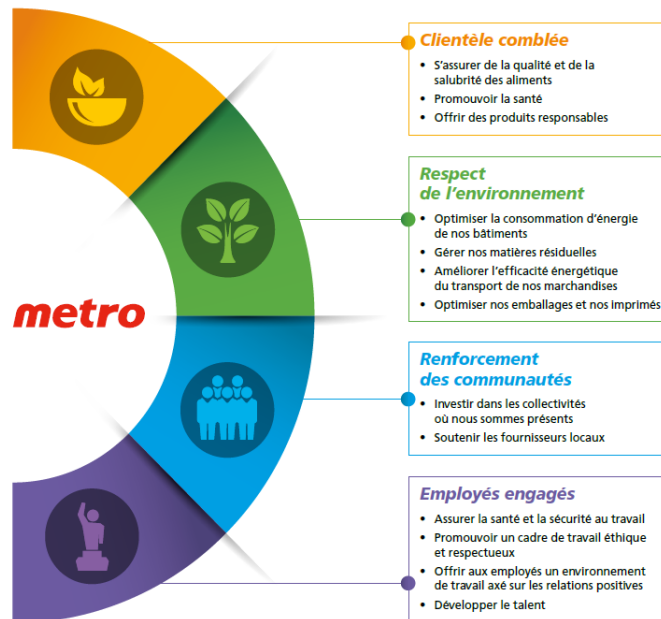 metro
Clientèle comblée
• S'assurer de la qualité et de la
salubrité des aliments
• Promouvoir la santé
• Offrir des produits responsables
Respect
de l'environnement
• Optimiser la consommation d'énergie
de nos bâtiments
• Gérer nos matières résiduelles
• Améliorer l'efficacité énergétique
du transport de nos marchandises
• Optimiser nos emballages et nos imprimés
Renforcement
des communautés
• Investir dans les collectivités
où nous sommes présents
• Soutenir les fournisseurs locaux
Employés engagés
• Assurer la santé et la sécurité au travail
• Promouvoir un cadre de travail éthique
et respectueux
• Offrir aux employés un environnement
de travail axé sur les relations positives
• Développer le talent